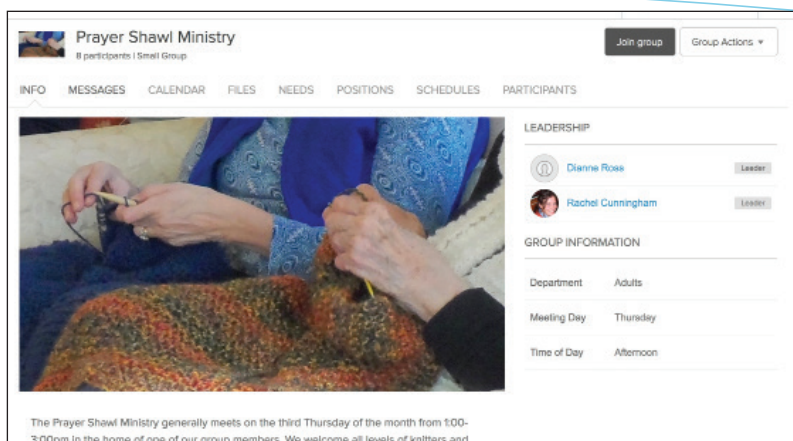 Prayer Shawl Ministry
8 participants | Small Group
Join group
Group Actions
INFO MESSAGES CALENDAR FILES NEEDS POSITIONS SCHEDULES PARTICIPANTS
LEADERSHIP
Dianne Ross Leader
Rachel Cunningham Leader
GROUP INFORMATION
Department Adults
Meeting Day Thursday
Time of Day Afternoon
The Prayer Shawl Ministry generally meets on the third Thursday of the month from 1:00-
3:00pm in the home of one of our group members. We welcome all levels of knitters and